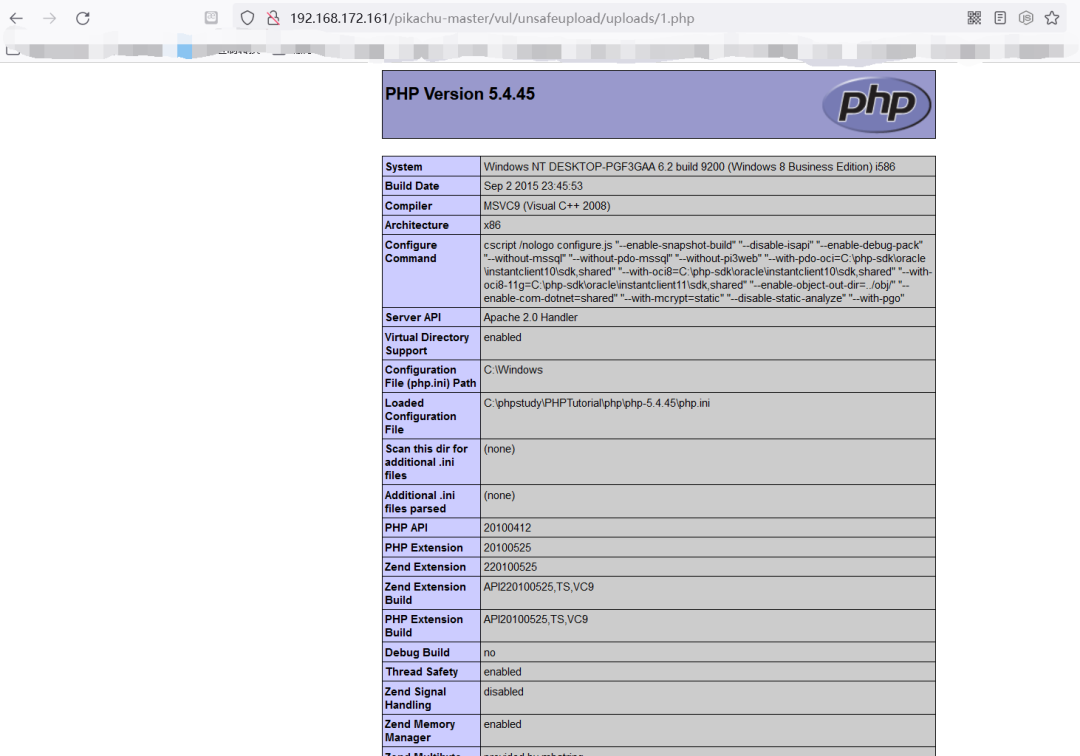 192.168.172.161/pikachu-master/vul/unsafeupload/uploads/1.php
PHP Version 5.4.45
php
System Windows NT DESKTOP-PGF3GAA 6.2 build 9200 (Windows 8 Business Edition) i586
Build Date Sep 2 2015 23:45:53
Compiler MSVC9 (Visual C++ 2008)
Architecture x86
Configure Command
cscript /nologo configure.js "--enable-snapshot-build" "--disable-isapi" "--enable-debug-pack"
"--without-mssql" "--without-pdo-mssql" "--without-pi3web" "--with-pdo-oci=C:\php-sdk\oracle
\instantclient10\sdk,shared" "--with-oci8=C:\php-sdk\oracle\instantclient10\sdk,shared" "--with-
oci8-11g=C:\php-sdk\oracle\instantclient11\sdk,shared" "--enable-object-out-dir=../obj/" "--
enable-com-dotnet=shared" "--with-mcrypt=static" "--disable-static-analyze" "--with-pgo"
Server API Apache 2.0 Handler
Virtual Directory
Support
enabled
Configuration
File (php.ini) Path
C:\Windows
Loaded
Configuration
File
C:\phpstudy\PHPTutorial\php\php-5.4.45\php.ini
Scan this dir for
additional .ini
files
(none)
Additional .ini
files parsed
(none)
PHP API 20100412
PHP Extension 20100525
Zend Extension 220100525
Zend Extension
Build
API220100525,TS,VC9
PHP Extension
Build
API20100525,TS,VC9
Debug Build no
Thread Safety enabled
Zend Signal
Handling
disabled
Zend Memory
Manager
enabled
Zend Multibyte provided by mbstring